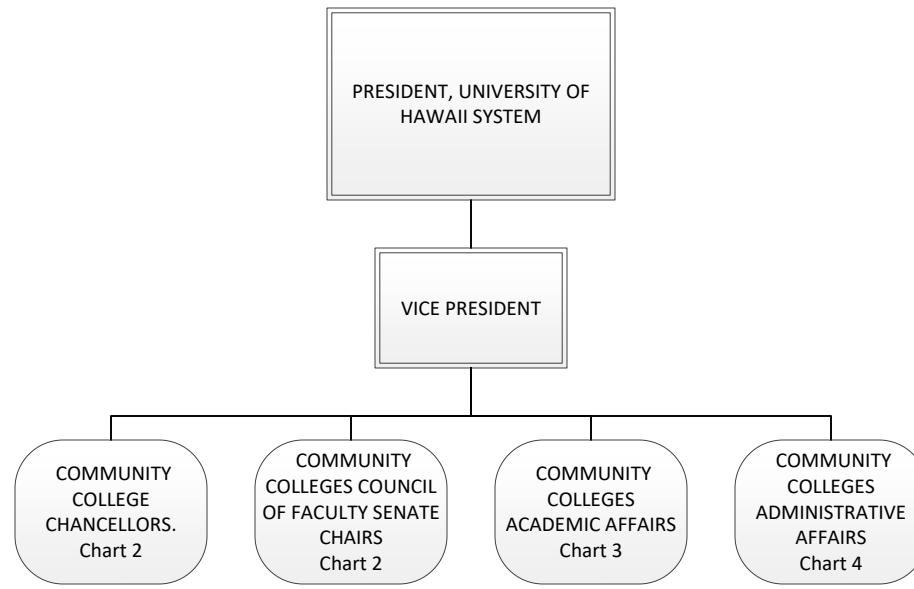 PRESIDENT, UNIVERSITY OF
HAWAII SYSTEM
VICE PRESIDENT
COMMUNITY
COLLEGE
CHANCELLORS.
Chart 2
COMMUNITY
COLLEGES COUNCIL
OF FACULTY SENATE
CHAIRS
Chart 2
COMMUNITY
COLLEGES
ACADEMIC AFFAIRS
Chart 3
COMMUNITY
COLLEGES
ADMINISTRATIVE
AFFAIRS
Chart 4